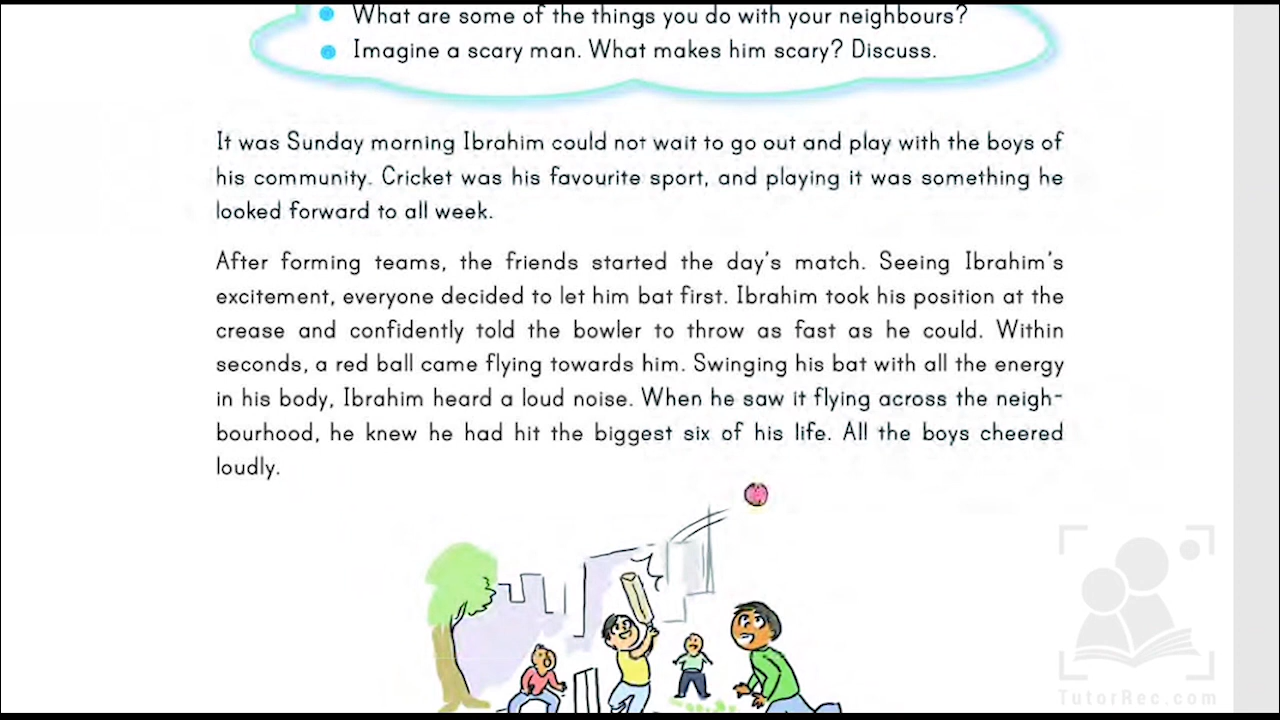 What are some of the things you do with your neighbours?
Imagine a scary man. What makes him scary? Discuss.
It was Sunday morning Ibrahim could not wait to go out and play with the boys of
his community. Cricket was his favourite sport, and playing it was something he
looked forward to all week.
After forming teams, the friends started the day's match. Seeing Ibrahim's
excitement, everyone decided to let him bat first. Ibrahim took his position at the
crease and confidently told the bowler to throw as fast as he could. Within
seconds, a red ball came flying towards him. Swinging his bat with all the energy
in his body, Ibrahim heard a loud noise. When he saw it flying across the neigh-
bourhood, he knew he had hit the biggest six of his life. All the boys cheered
loudly.
TutorRec.com